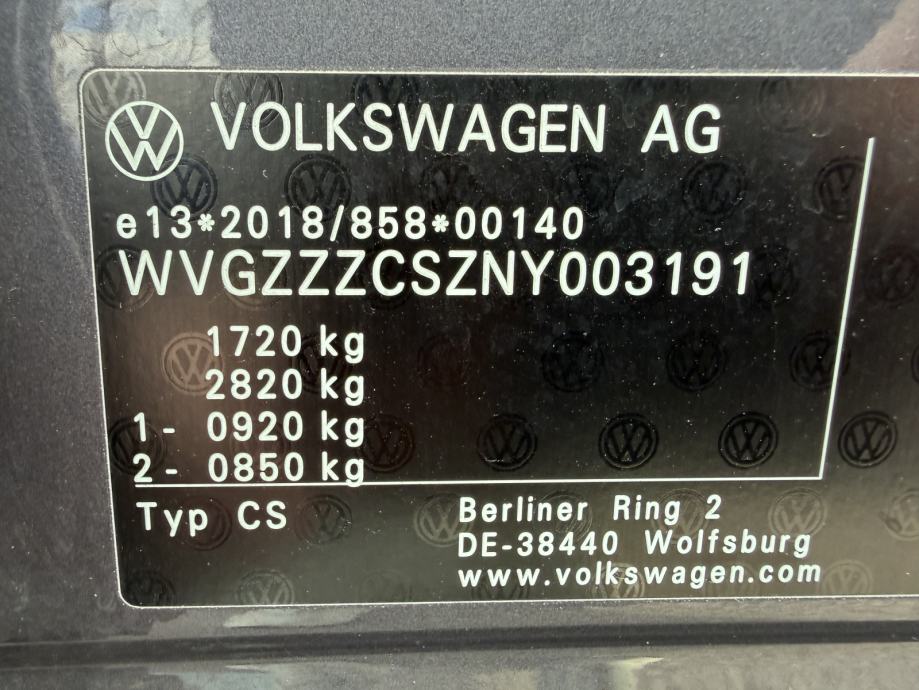 VOLKSWAGEN AG
e13*2018/858*00140
WVGZZZCSZNY003191
1720 kg
2820 kg
1- 0920 kg
2- 0850 kg
Typ CS
Berliner Ring 2
DE-38440 Wolfsburg
www.volkswagen.com